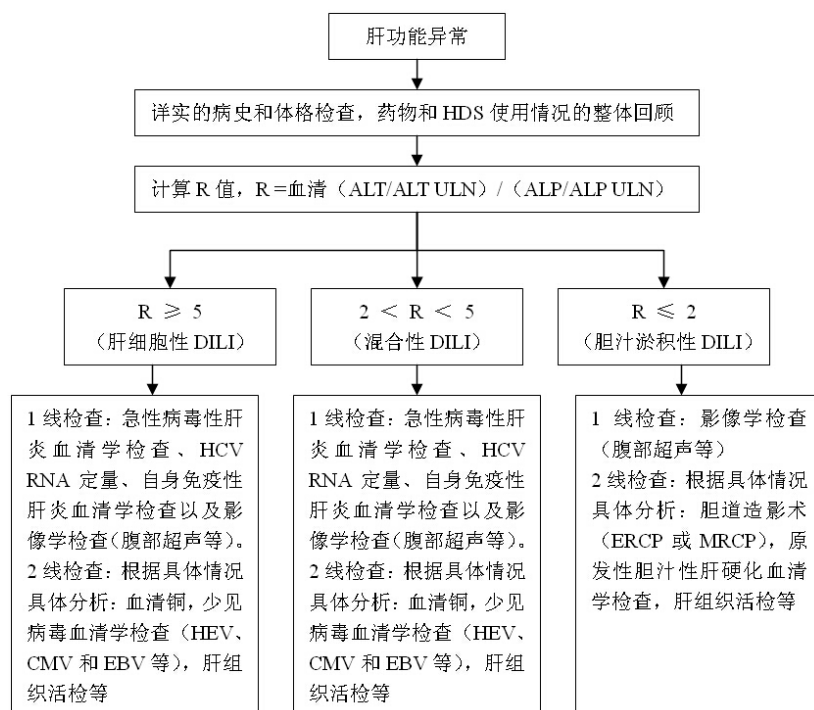 肝功能异常
详实的病史和体格检查，药物和 HDS 使用情况的整体回顾
计算 R 值，R =血清（ALT/ALT ULN）/（ALP/ALP ULN）
R ≥ 5
（肝细胞性 DILI）
2 < R < 5
（混合性 DILI）
R ≤ 2
（胆汁淤积性 DILI）
1 线检查：急性病毒性肝
炎血清学检查、HCV
RNA 定量、自身免疫性
肝炎血清学检查以及影
像学检查（腹部超声等）。
2 线检查：根据具体情况
具体分析：血清铜，少见
病毒血清学检查（HEV、
CMV 和 EBV 等），肝组
织活检等
1 线检查：急性病毒性肝
炎血清学检查、HCV
RNA 定量、自身免疫性
肝炎血清学检查以及影
像学检查（腹部超声等）。
2 线检查：根据具体情况
具体分析：血清铜，少见
病毒血清学检查（HEV、
CMV 和 EBV 等），肝组
织活检等
1 线检查：影像学检查
（腹部超声等）
2 线检查：根据具体情况
具体分析：胆道造影术
（ERCP 或 MRCP），原
发性胆汁性肝硬化血清
学检查，肝组织活检等